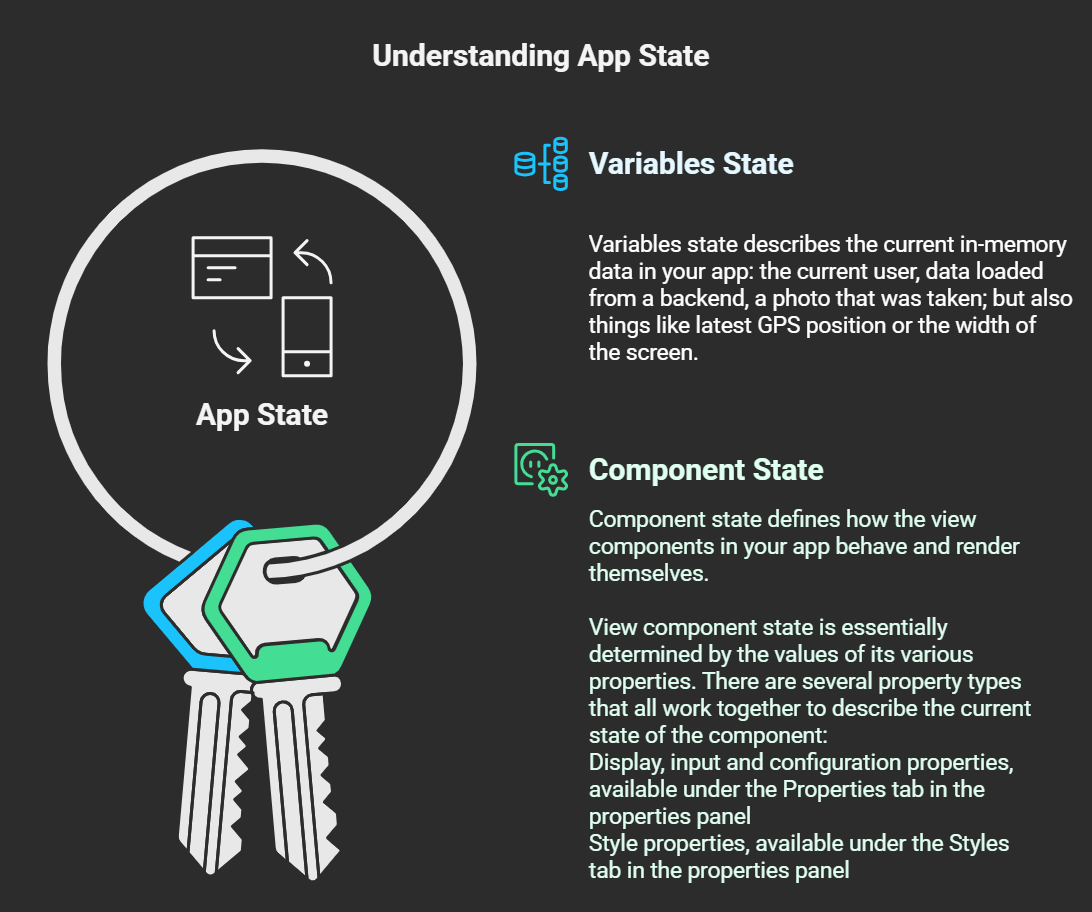 Understanding App State
Variables State
Variables state describes the current in-memory
data in your app: the current user, data loaded
from a backend, a photo that was taken; but also
things like latest GPS position or the width of
the screen.
App State
Component State
Component state defines how the view
components in your app behave and render
themselves.
View component state is essentially
determined by the values of its various
properties. There are several property types
that all work together to describe the current
state of the component:
Display, input and configuration properties,
available under the Properties tab in the
properties panel
Style properties, available under the Styles
tab in the properties panel